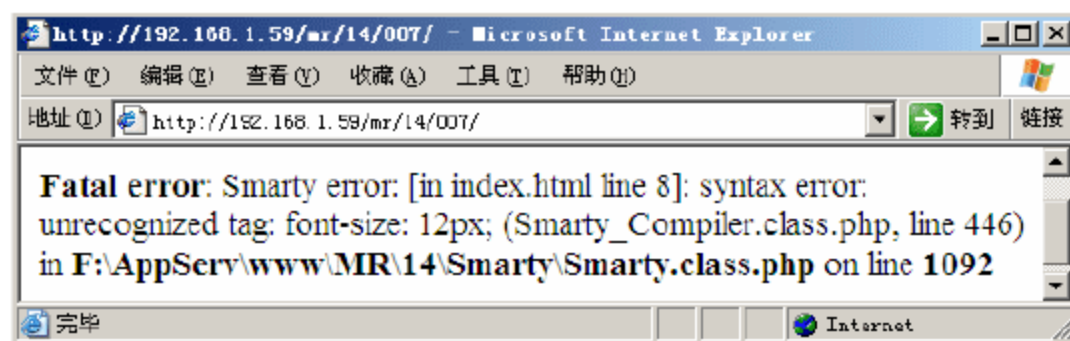 http://192.168.1.59/mr/14/007/ - Microsoft Internet Explorer
文件(F) 编辑(E) 查看(V) 收藏(A) 工具(T) 帮助(H)
地址(D) http://192.168.1.59/mr/14/007/ 转到 链接
Fatal error: Smarty error: [in index.html line 8]: syntax error:
unrecognized tag: font-size: 12px; (Smarty_Compiler.class.php, line 446)
in F:\AppServ\www\MR\14\Smarty\Smarty.class.php on line 1092
完毕 Internet